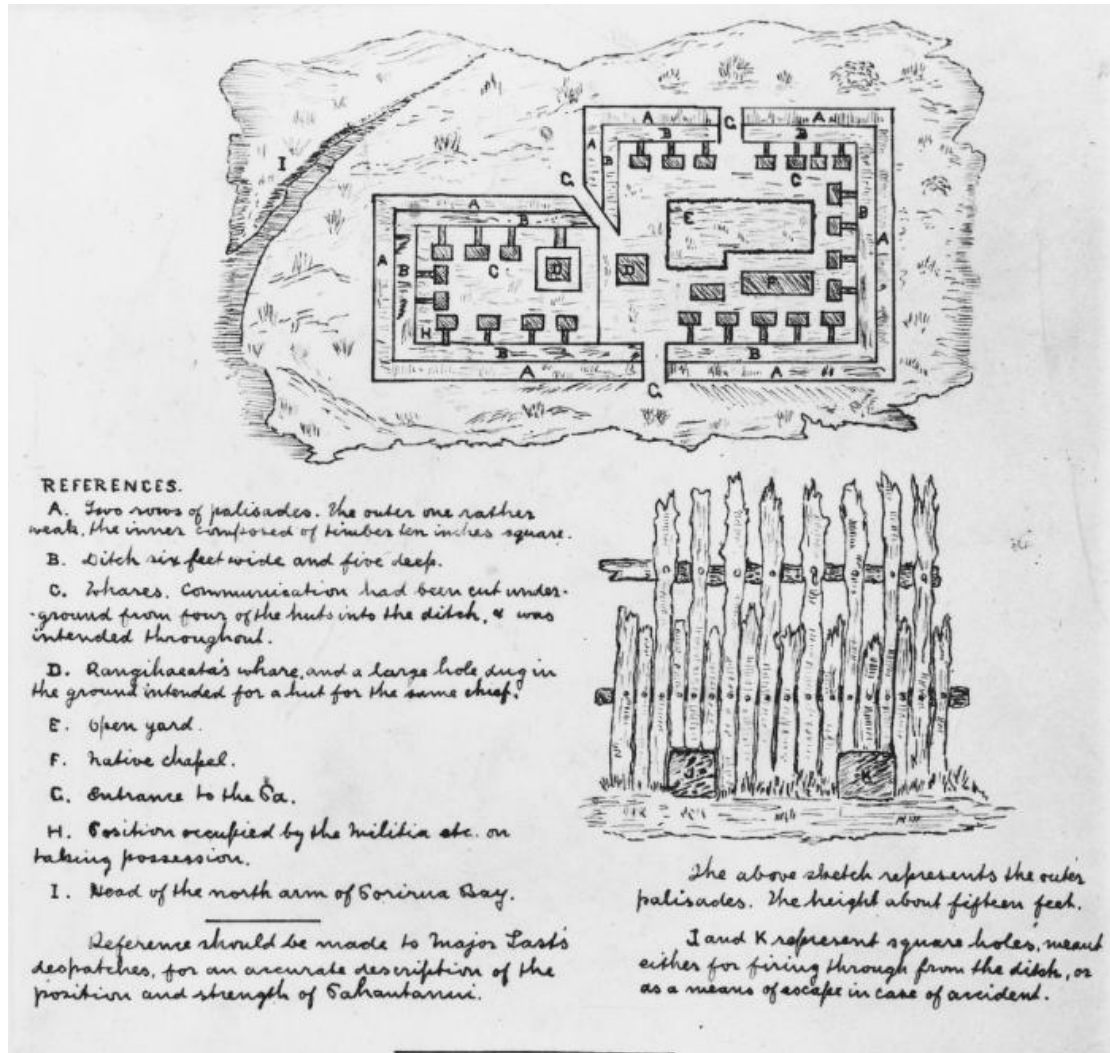 A
G
A
B
B
A
B
C
I
G
A
B
E
B
A
A
B
C
D
D
F
H
B
B
A
A
G
REFERENCES.
A. Two rows of palisades. The outer one rather
weak, the inner composed of timber ten inches square.
B. Ditch six feet wide and five deep.
C. Whares. Communication had been cut under-
-ground from four of the huts into the ditch, & was
intended throughout.
D. Rangihaeata's whare, and a large hole dug in
the ground intended for a hut for the same chief.
E. Open yard.
F. Native chapel.
G. Entrance to the Pa.
H. Position occupied by the Militia etc. on
taking possession.
I. Head of the north arm of Porirua Bay.
Reference should be made to Major Last's
despatches, for an accurate description of the
position and strength of Pahautanui.
J
K
The above sketch represents the outer
palisades. The height about fifteen feet.
J and K represent square holes, meant
either for firing through from the ditch, or
as a means of escape in case of accident.